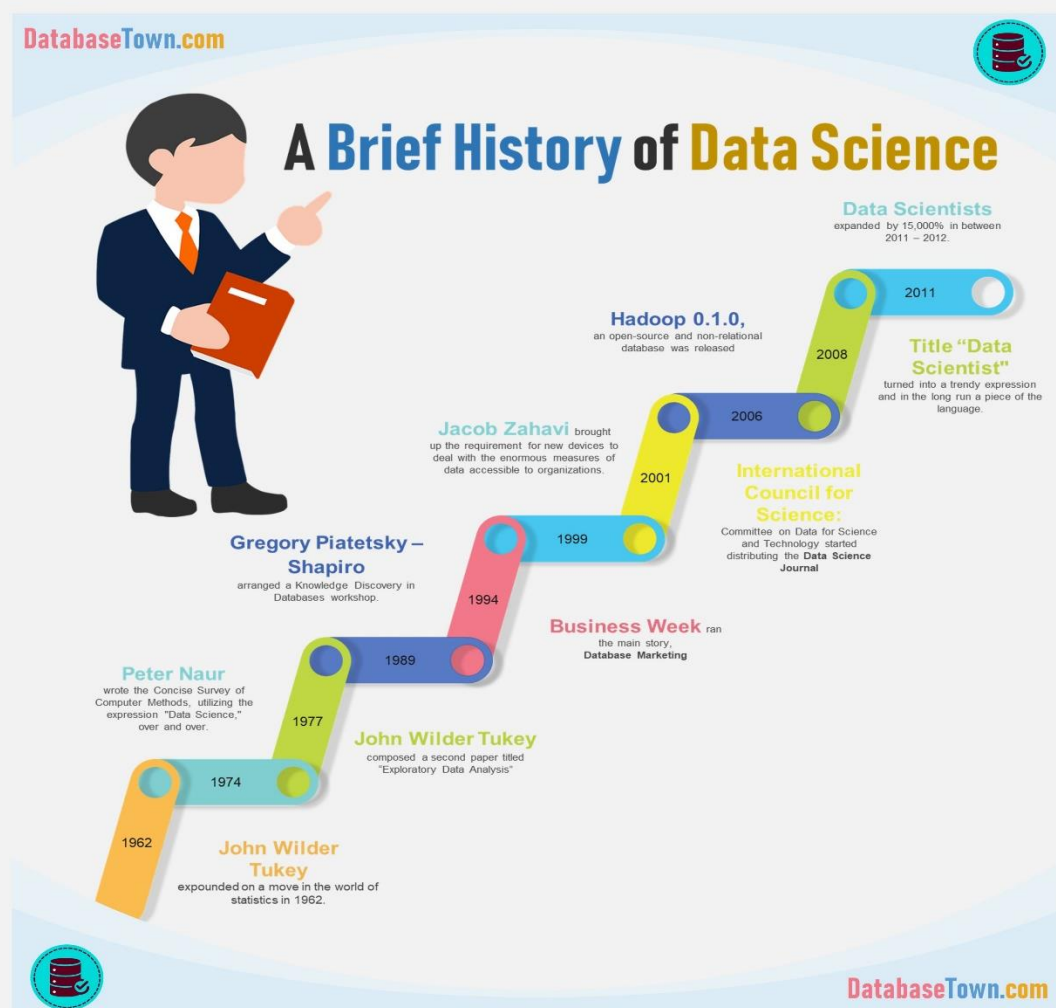 DatabaseTown.com
A Brief History of Data Science
Data Scientists
expanded by 15,000% in between
2011 – 2012.
2011
Hadoop 0.1.0,
an open-source and non-relational
database was released
2008
Title “Data
Scientist"
turned into a trendy expression
and in the long run a piece of the
language.
2006
Jacob Zahavi brought
up the requirement for new devices to
deal with the enormous measures of
data accessible to organizations.
2001
International
Council for
Science:
Committee on Data for Science
and Technology started
distributing the Data Science
Journal
1999
Gregory Piatetsky –
Shapiro
arranged a Knowledge Discovery in
Databases workshop.
1994
Business Week ran
the main story,
Database Marketing
1989
Peter Naur
wrote the Concise Survey of
Computer Methods, utilizing the
expression "Data Science,"
over and over.
1977
John Wilder Tukey
composed a second paper titled
"Exploratory Data Analysis"
1974
1962
John Wilder
Tukey
expounded on a move in the world of
statistics in 1962.
DatabaseTown.com